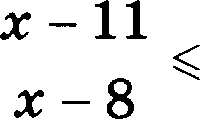 x − 11 ⩽
x − 8